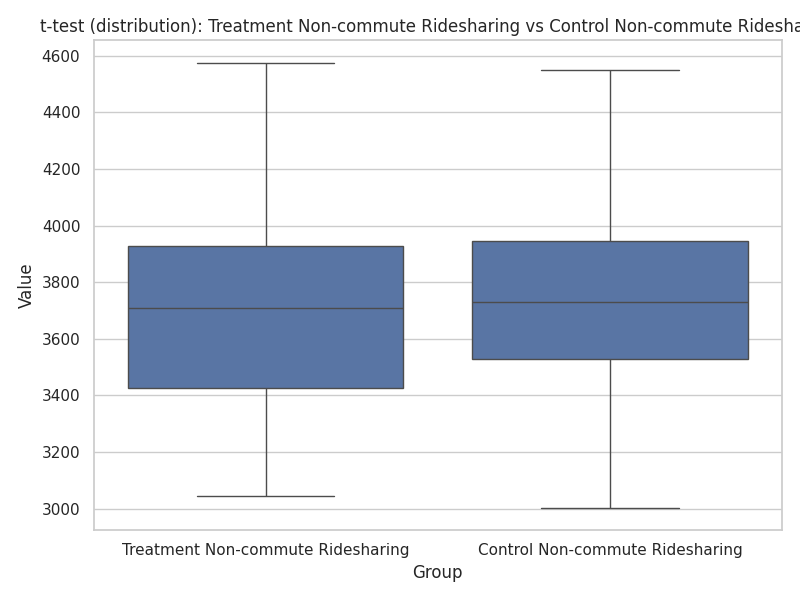 t-test (distribution): Treatment Non-commute Ridesharing vs Control Non-commute
4600
4400
4200
4000
3800
3600
3400
3200
3000
Value
Treatment Non-commute Ridesharing Control Non-commute Ridesharing
Group